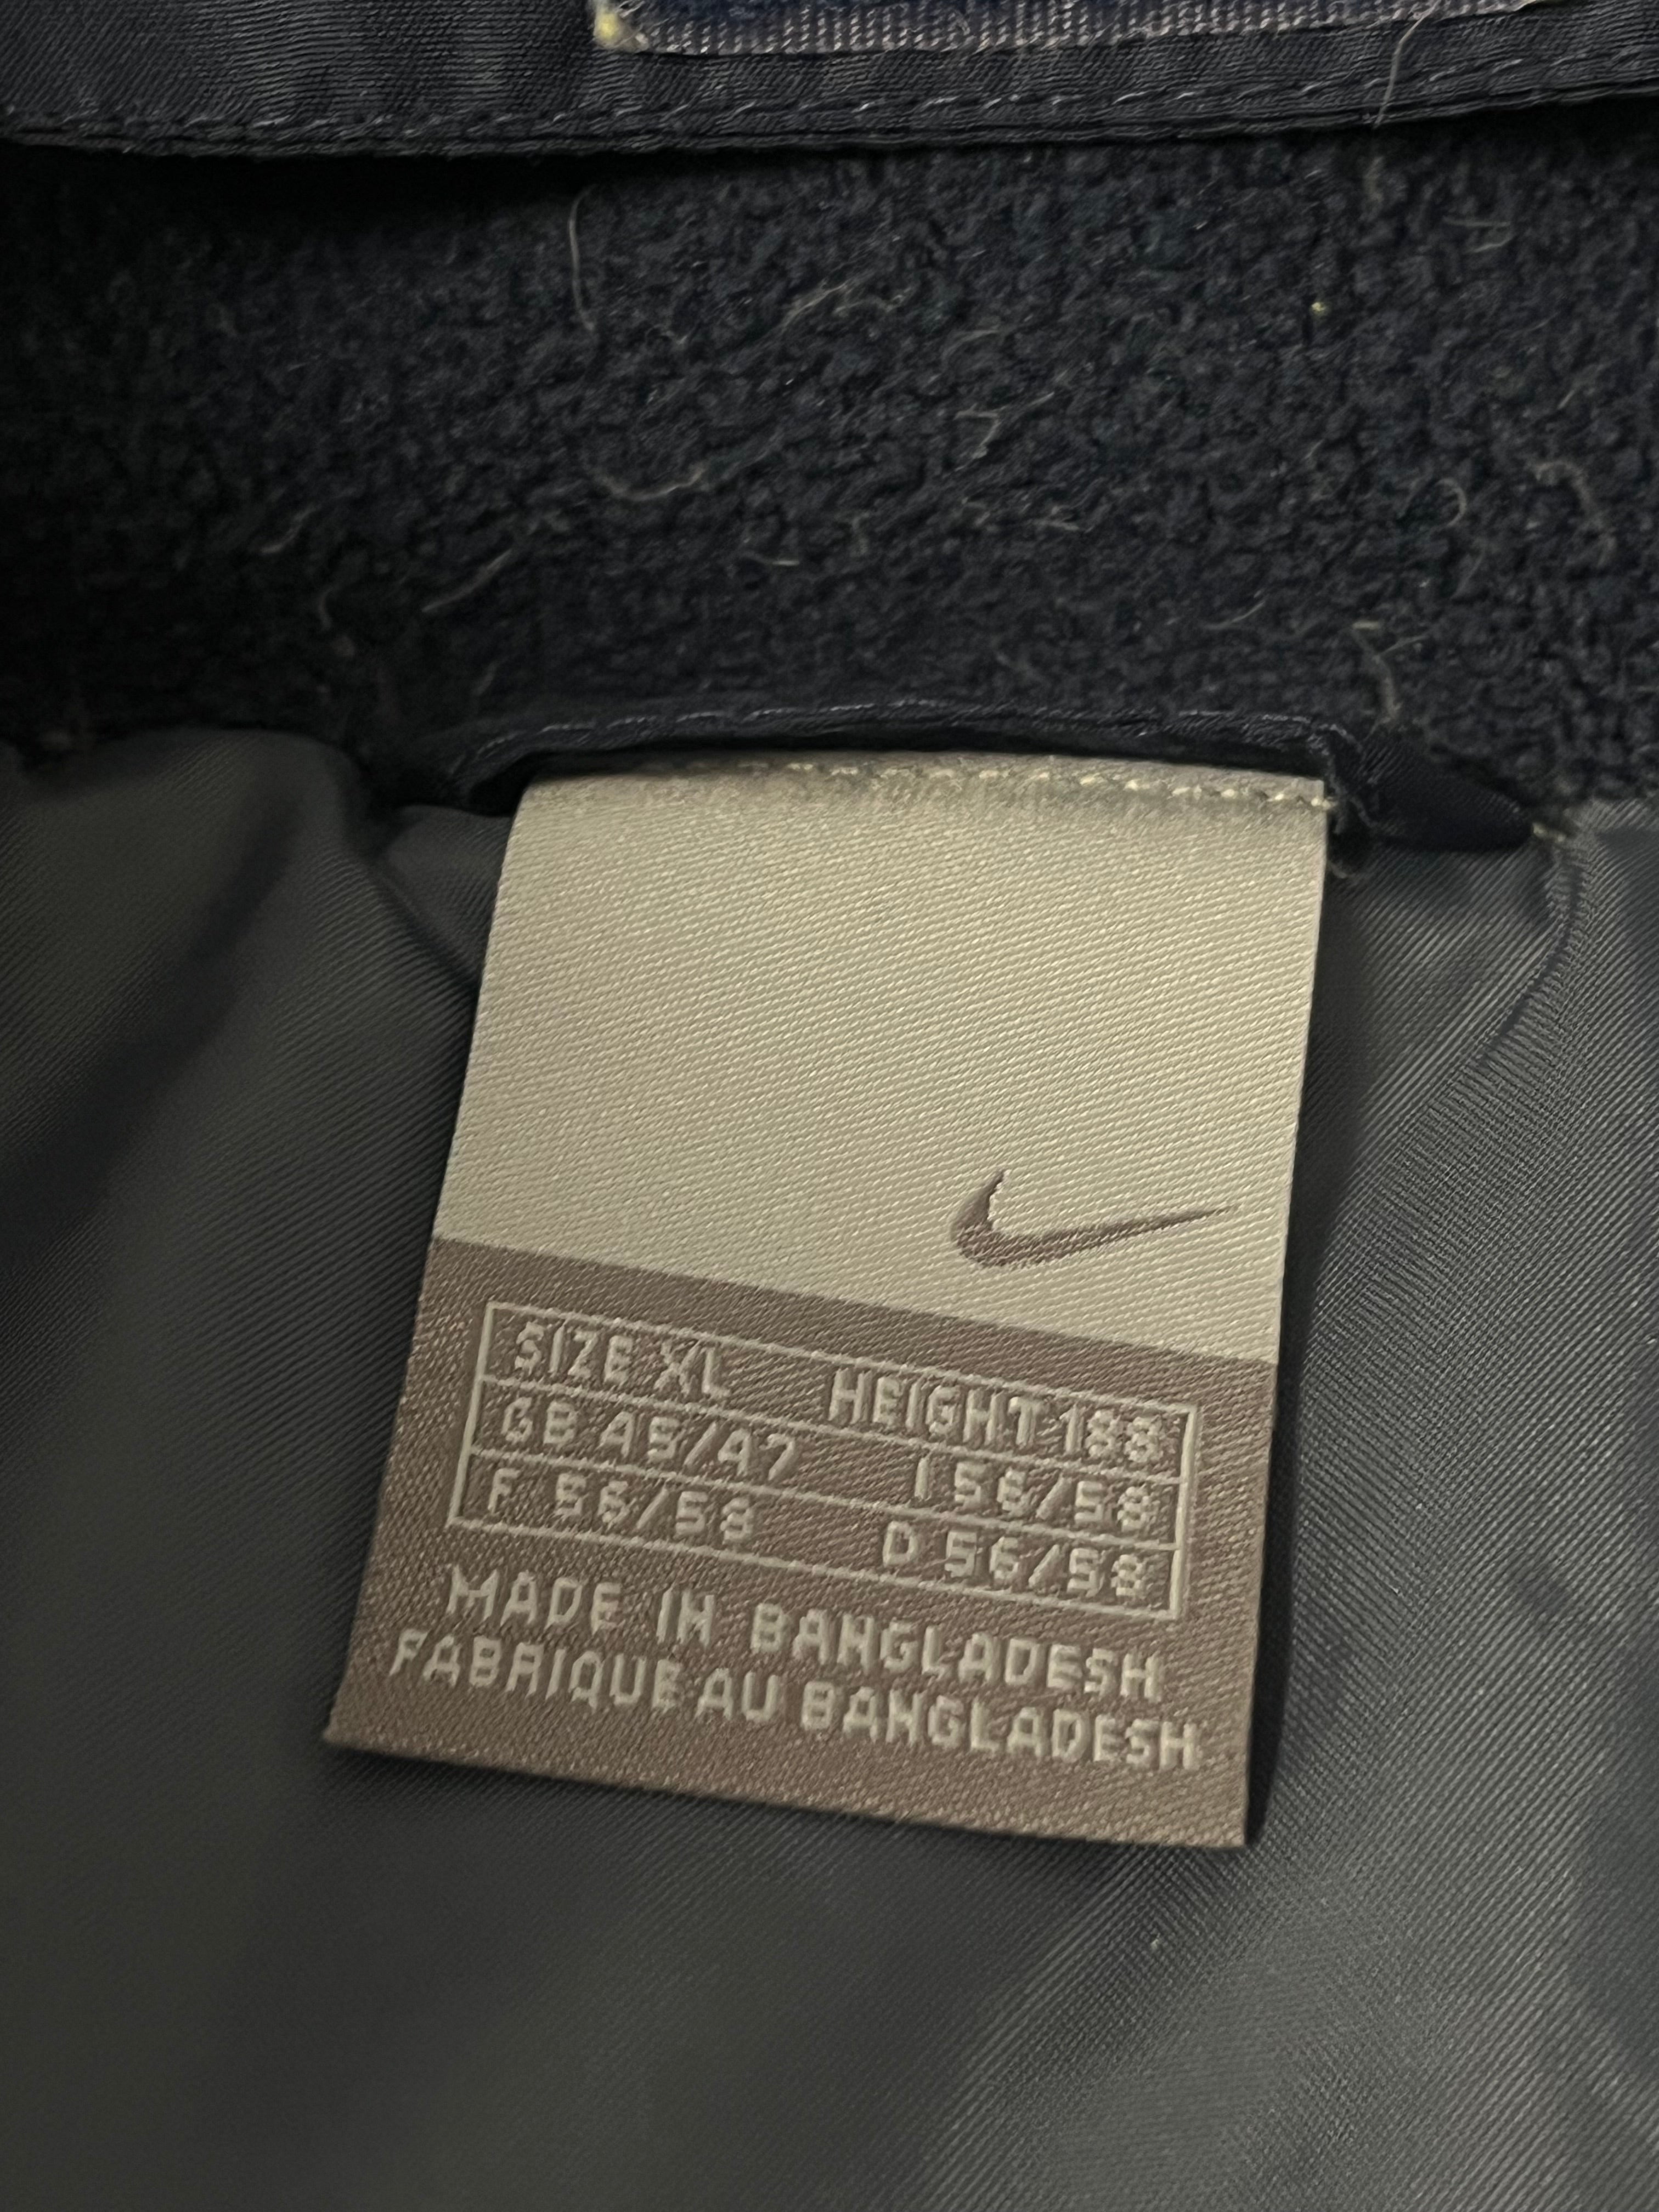 SIZE XL HEIGHT 188
GB 45/47 I 56/58
F 56/58 D 56/58
MADE IN BANGLADESH
FABRIQUE AU BANGLADESH